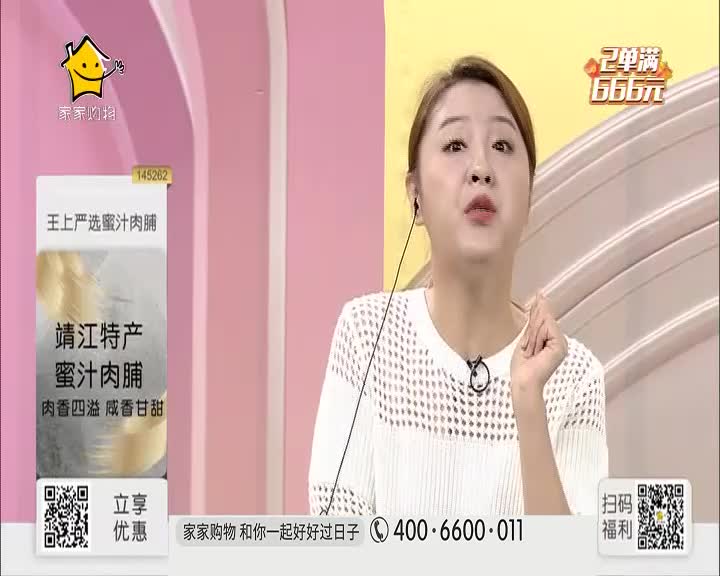 家家购物
2单满
666元
145262
王上严选蜜汁肉脯
靖江特产
蜜汁肉脯
肉香四溢 咸香甘甜
立享
优惠
家家购物 和你一起好好过日子 400·6600·011
扫码
福利